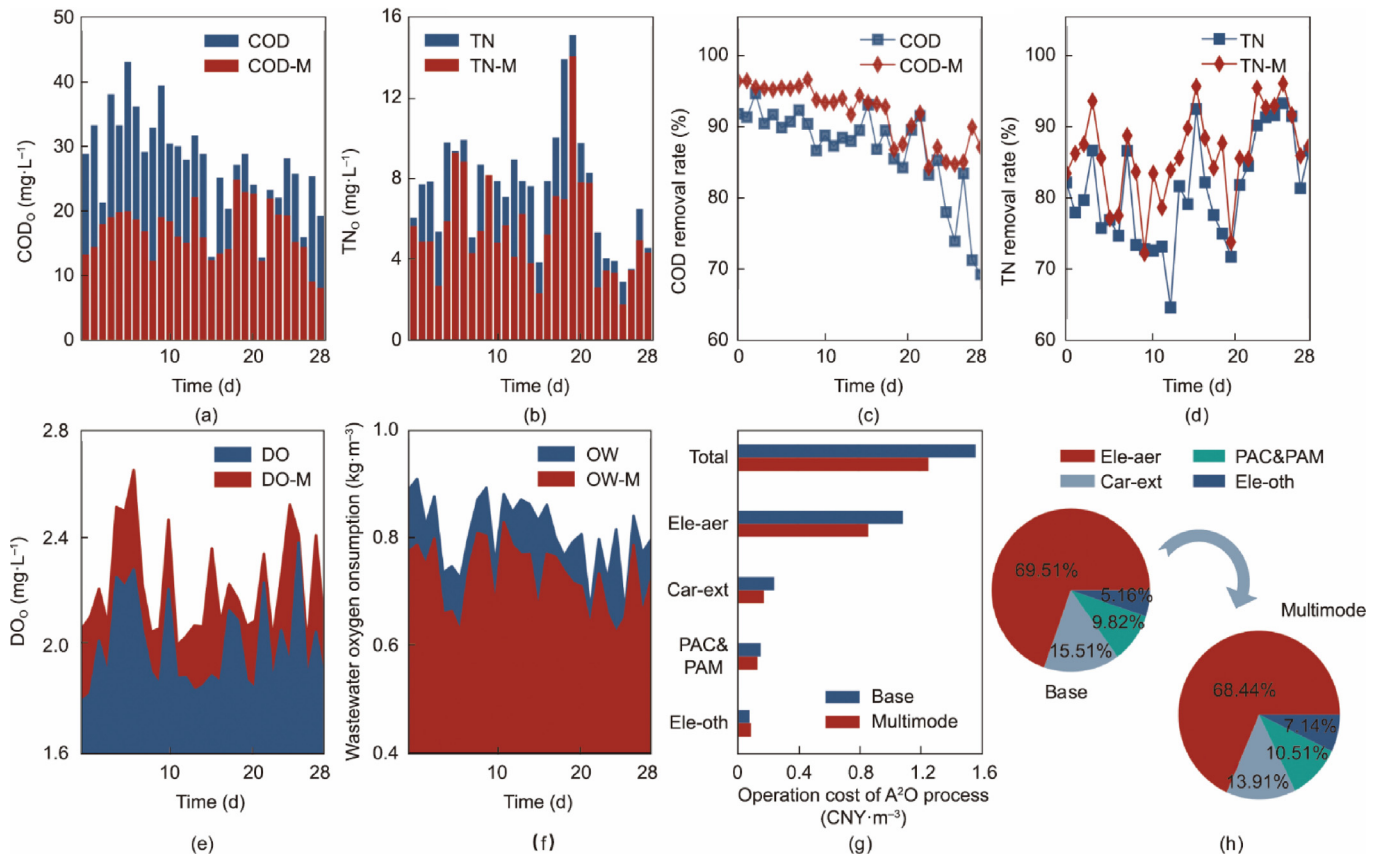 50
40
30
20
10
0
COD
COD-M
COD₀ (mg·L⁻¹)
10
20
28
Time (d)
(a)
16
12
8
4
0
TN
TN-M
TN₀ (mg·L⁻¹)
10
20
28
Time (d)
(b)
100
90
80
70
60
COD
COD-M
COD removal rate (%)
0
10
20
28
Time (d)
(c)
100
90
80
70
60
TN
TN-M
TN removal rate (%)
0
10
20
28
Time (d)
(d)
2.8
2.4
2.0
1.6
DO
DO-M
DO₀ (mg·L⁻¹)
10
20
28
Time (d)
(e)
1.0
0.8
0.6
0.4
OW
OW-M
Wastewater oxygen onsumption (kg·m⁻³)
10
20
28
Time (d)
(f)
Total
Ele-aer
Car-ext
PAC&
PAM
Ele-oth
Base
Multimode
0
0.4
0.8
1.2
1.6
Operation cost of A²O process
(CNY·m⁻³)
(g)
Ele-aer
PAC&PAM
Car-ext
Ele-oth
69.51%
5.16%
9.82%
15.51%
Base
Multimode
68.44%
7.14%
10.51%
13.91%
(h)